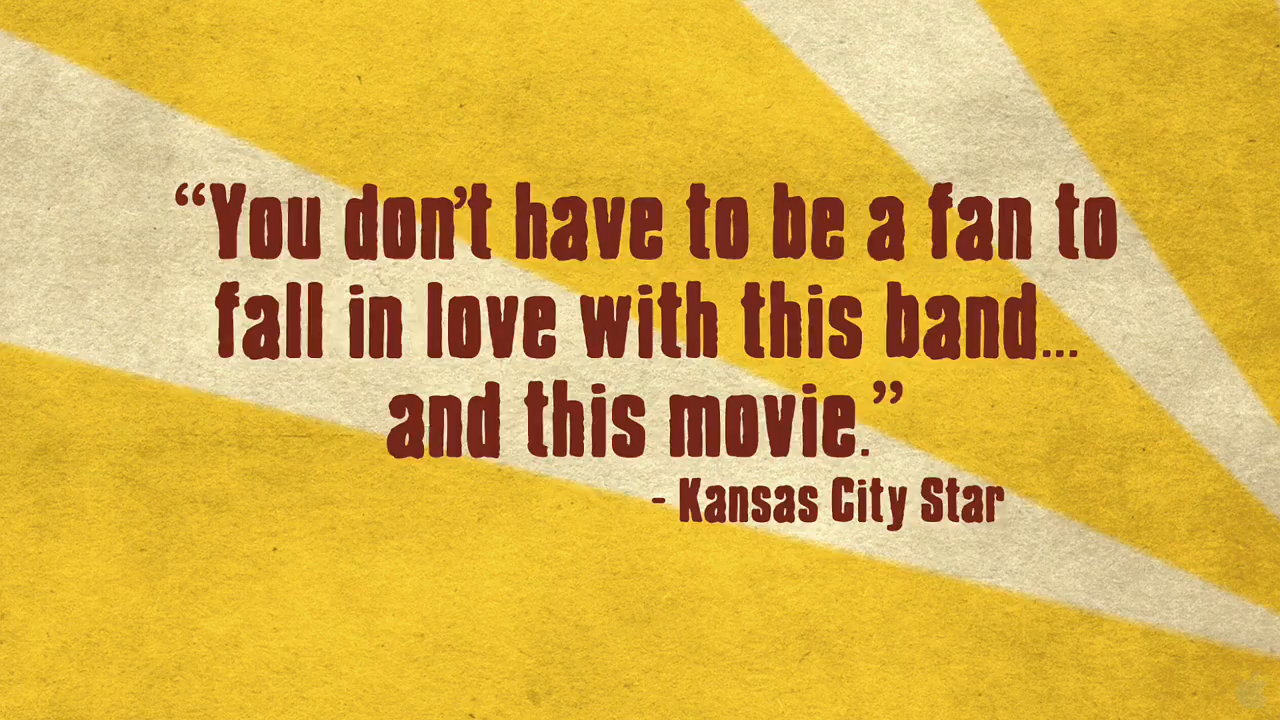 “You don’t have to be a fan to
fall in love with this band...
and this movie.”
- Kansas City Star